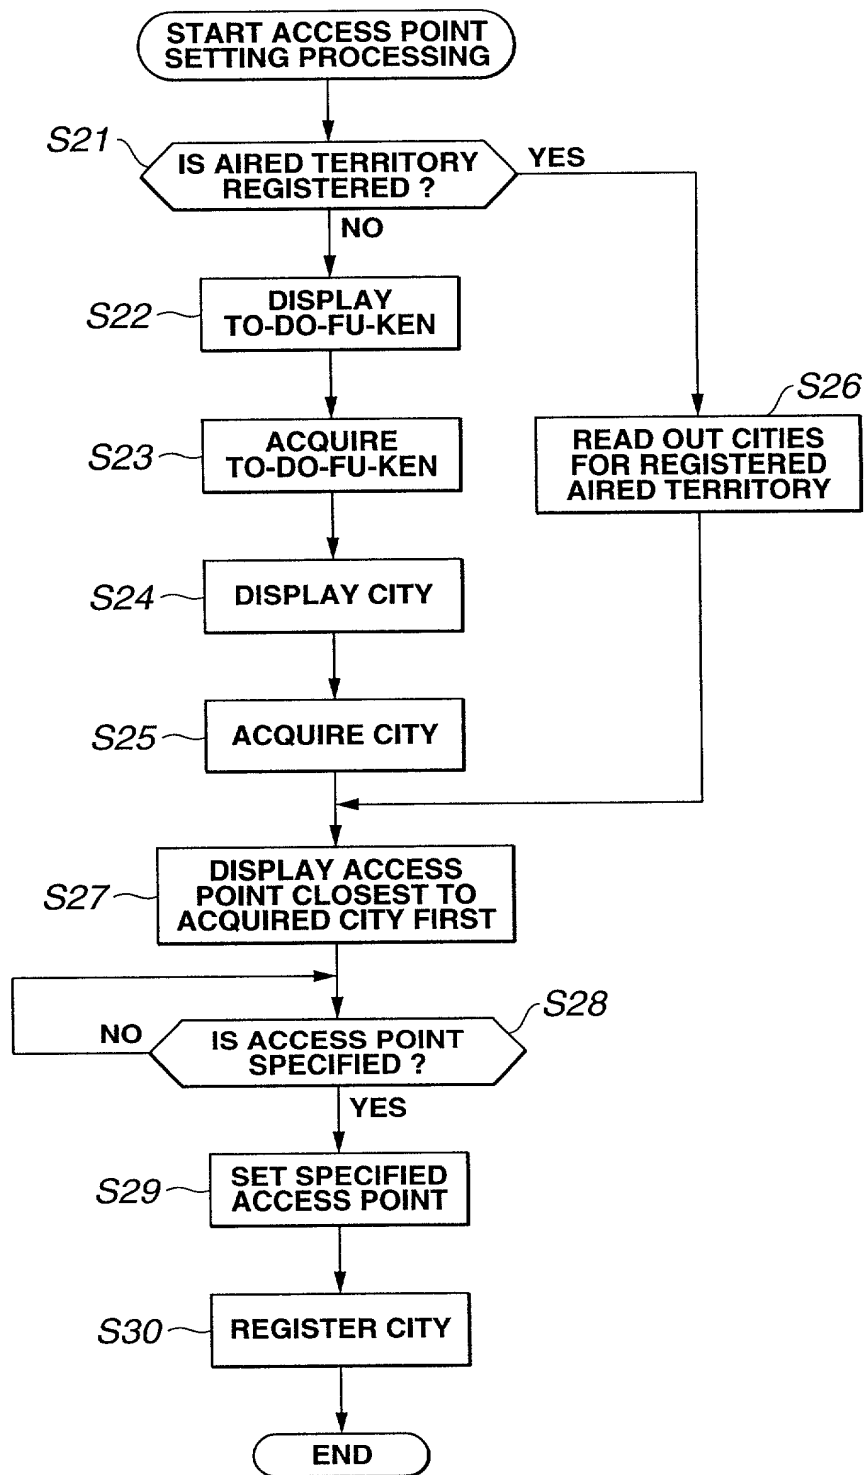 START ACCESS POINT
SETTING PROCESSING
S21
IS AIRED TERRITORY
REGISTERED ?
YES
NO
S22
DISPLAY
TO-DO-FU-KEN
S23
ACQUIRE
TO-DO-FU-KEN
S26
READ OUT CITIES
FOR REGISTERED
AIRED TERRITORY
S24
DISPLAY CITY
S25
ACQUIRE CITY
S27
DISPLAY ACCESS
POINT CLOSEST TO
ACQUIRED CITY FIRST
S28
NO
IS ACCESS POINT
SPECIFIED ?
YES
S29
SET SPECIFIED
ACCESS POINT
S30
REGISTER CITY
END